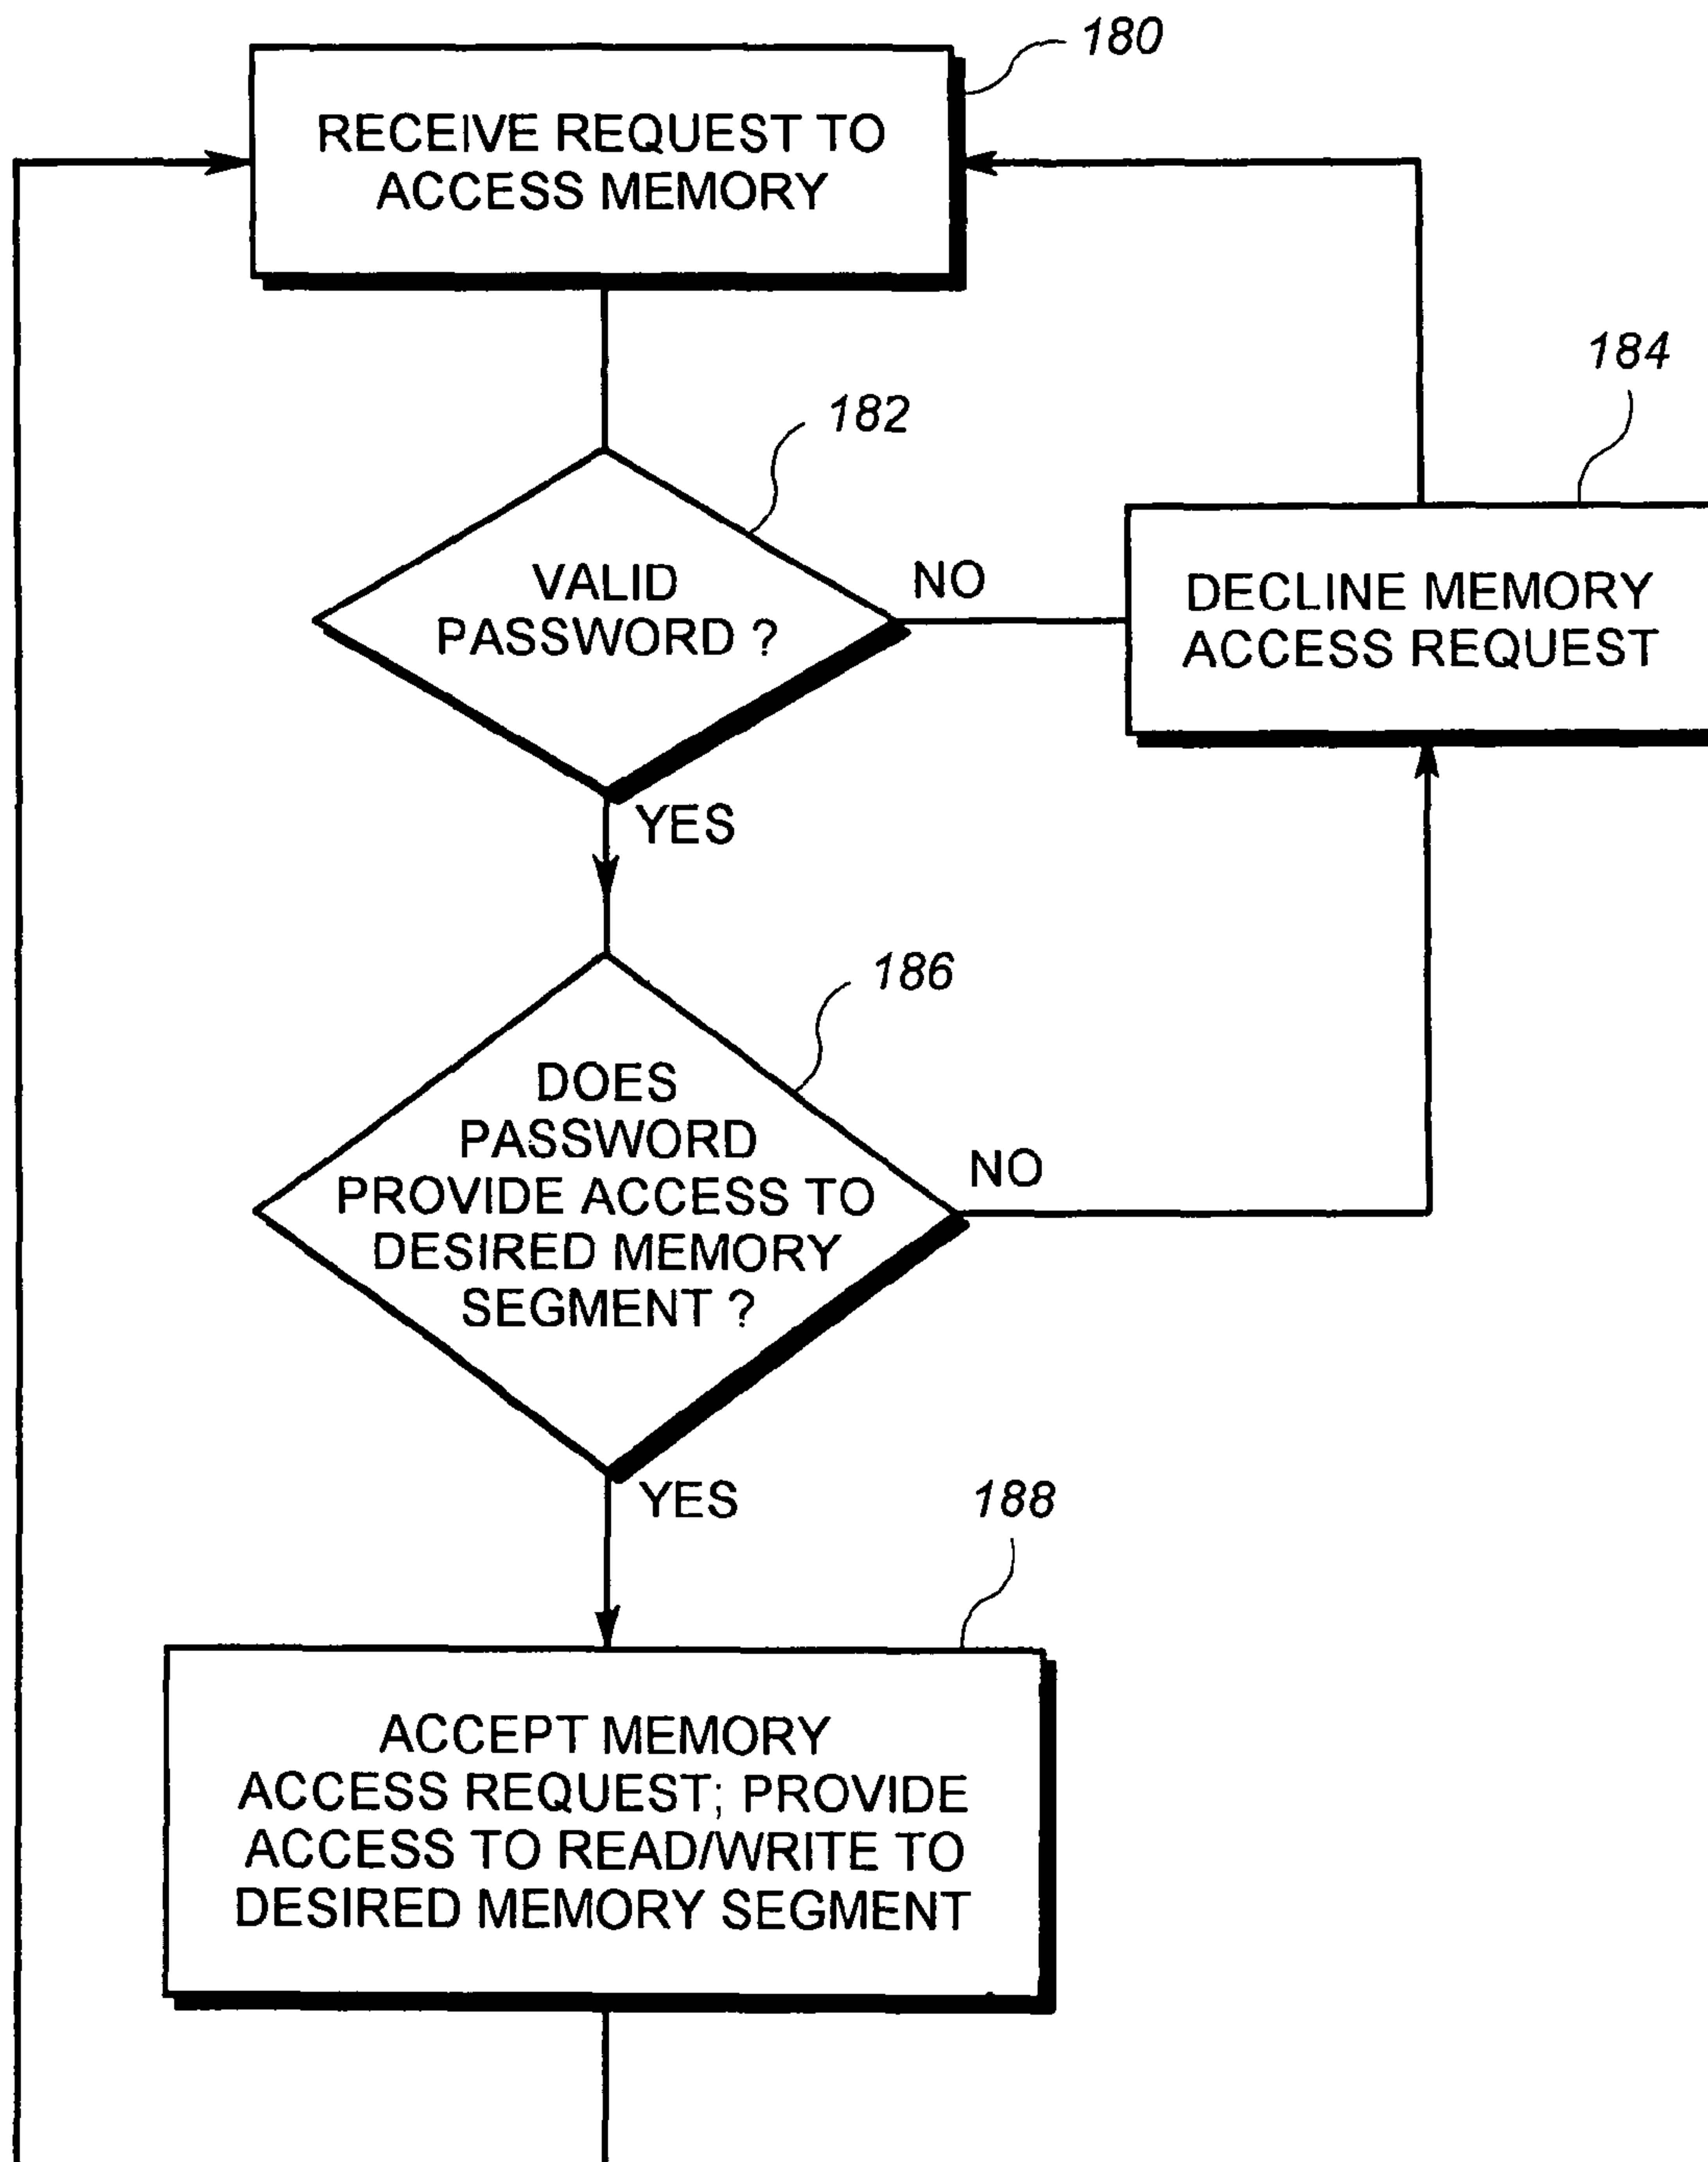 180
RECEIVE REQUEST TO
ACCESS MEMORY
184
182
VALID
PASSWORD ?
NO
DECLINE MEMORY
ACCESS REQUEST
YES
186
DOES
PASSWORD
PROVIDE ACCESS TO
DESIRED MEMORY
SEGMENT ?
NO
YES
188
ACCEPT MEMORY
ACCESS REQUEST; PROVIDE
ACCESS TO READ/WRITE TO
DESIRED MEMORY SEGMENT